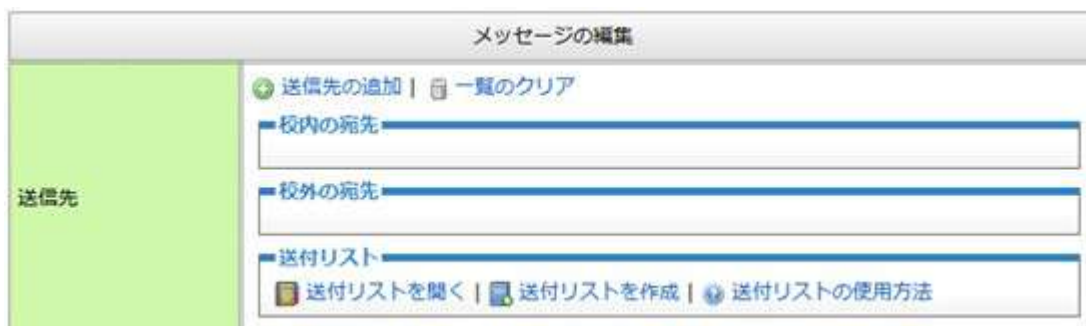 メッセージの編集
送信先の追加 | 一覧のクリア
校内の宛先
送信先
校外の宛先
送付リスト
送付リストを開く | 送付リストを作成 | 送付リストの使用方法